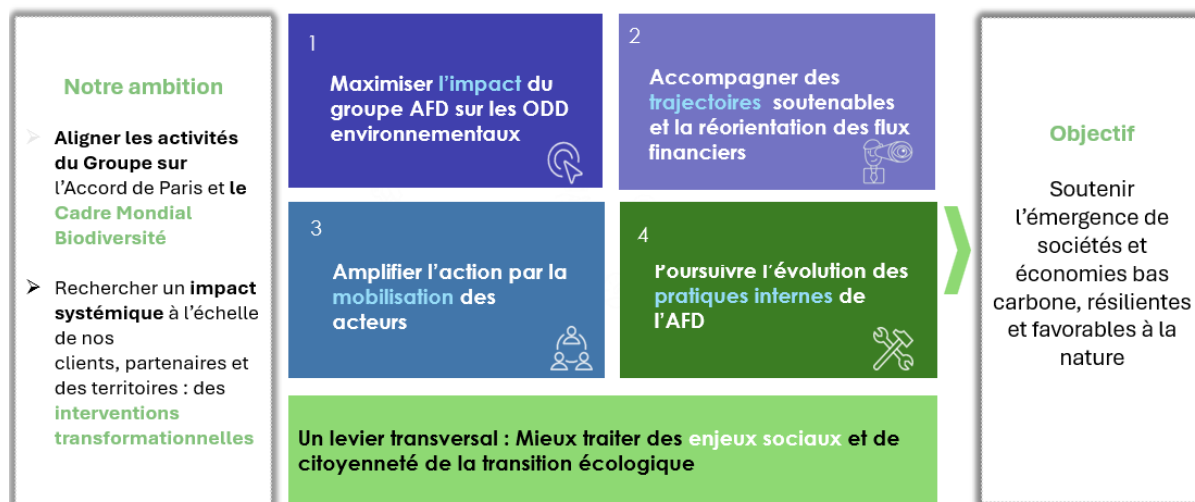 Notre ambition
Aligner les activités
du Groupe sur
l’Accord de Paris et le
Cadre Mondial
Biodiversité
Rechercher un impact
systémique à l’échelle
de nos
clients, partenaires et
des territoires : des
interventions
transformationnelles
1
Maximiser l’impact du
groupe AFD sur les ODD
environnementaux
2
Accompagner des
trajectoires soutenables
et la réorientation des flux
financiers
3
Amplifier l’action par la
mobilisation des
acteurs
4
Poursuivre l’évolution des
pratiques internes de
l’AFD
Un levier transversal : Mieux traiter des enjeux sociaux et de
citoyenneté de la transition écologique
Objectif
Soutenir
l’émergence de
sociétés et
économies bas
carbone, résilientes
et favorables à la
nature